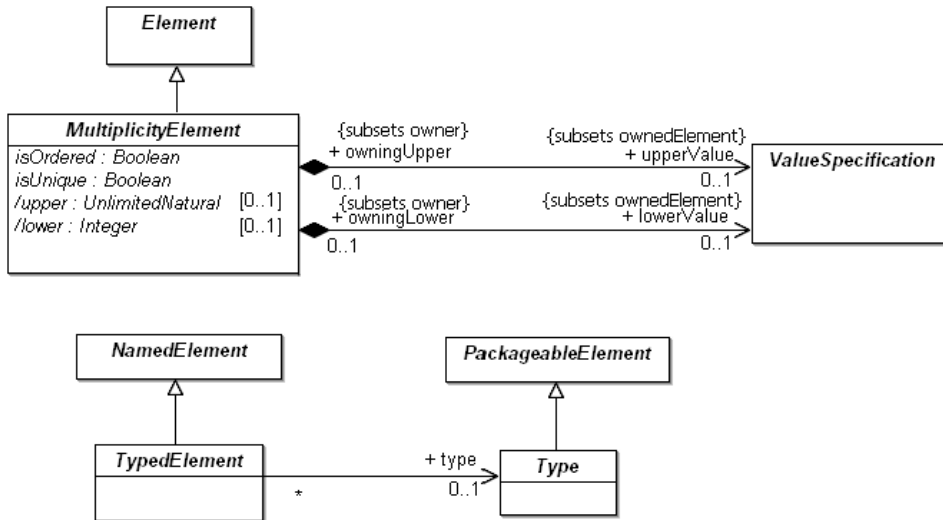 Element
MultiplicityElement
isOrdered : Boolean
isUnique : Boolean
/upper : UnlimitedNatural [0..1]
/lower : Integer [0..1]
{subsets owner}
+ owningUpper
0..1
{subsets ownedElement}
+ upperValue
0..1
{subsets owner}
+ owningLower
0..1
{subsets ownedElement}
+ lowerValue
0..1
ValueSpecification
NamedElement
PackageableElement
TypedElement
*
+ type
0..1
Type